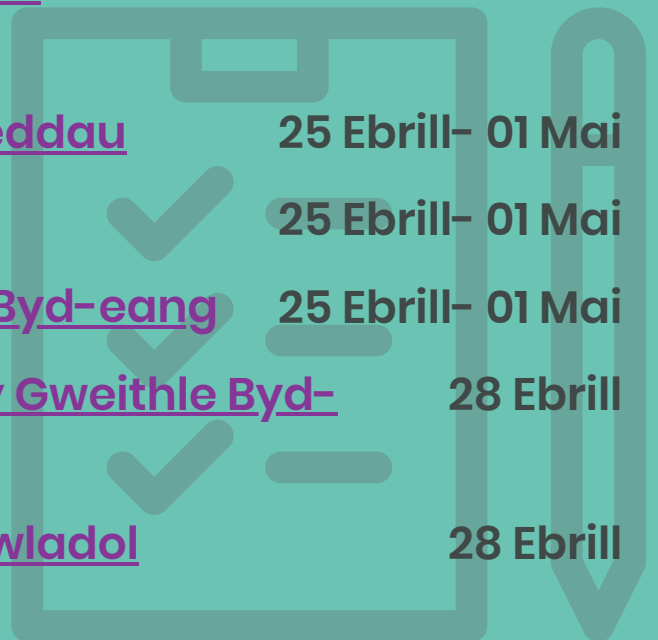 eddau 25 Ebrill- 01 Mai
25 Ebrill- 01 Mai
Byd-eang 25 Ebrill- 01 Mai
Gweithle Byd- 28 Ebrill
wladol 28 Ebrill